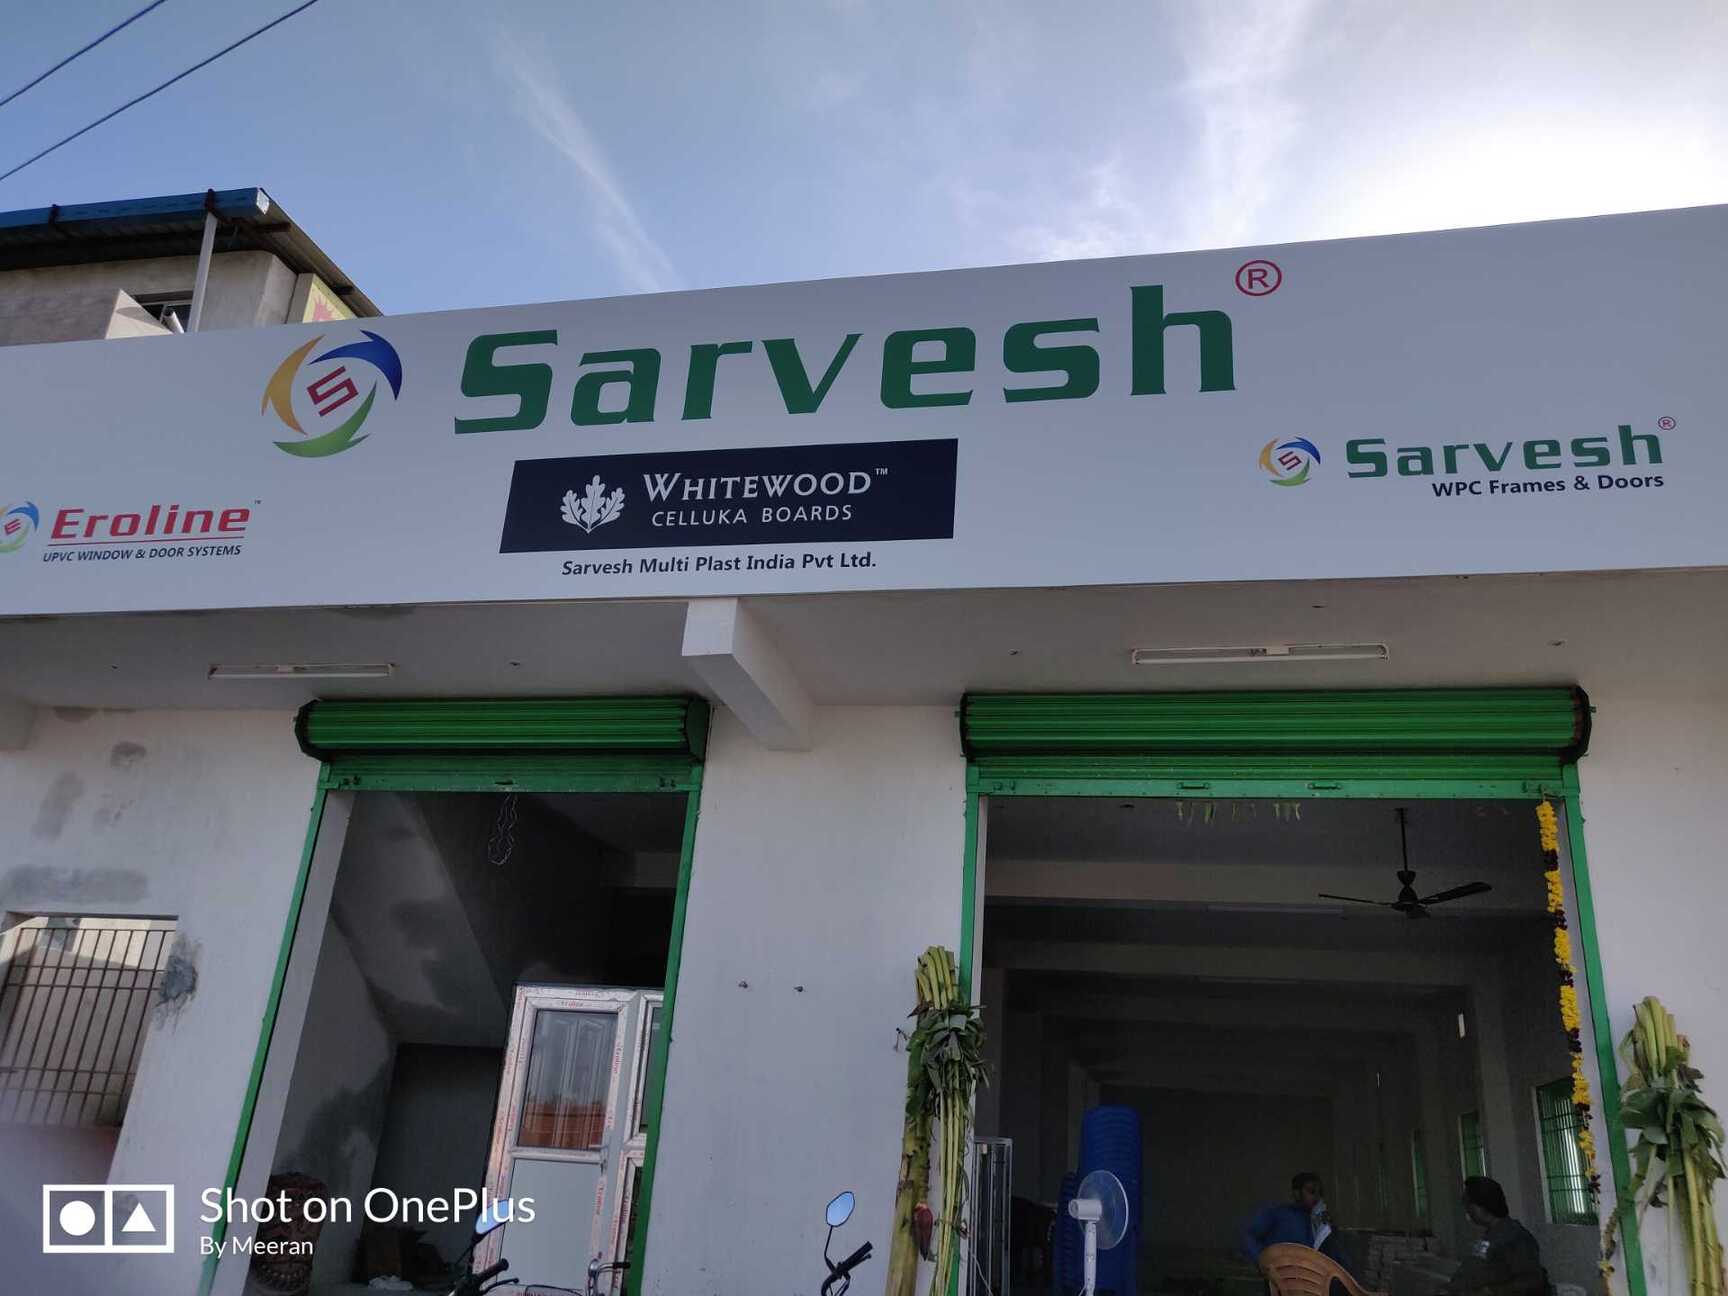 Sarvesh®
WHITEWOOD™
CELLUKA BOARDS
Sarvesh Multi Plast India Pvt Ltd.
Eroline™
UPVC WINDOW & DOOR SYSTEMS
Sarvesh®
WPC Frames & Doors
Shot on OnePlus
By Meeran